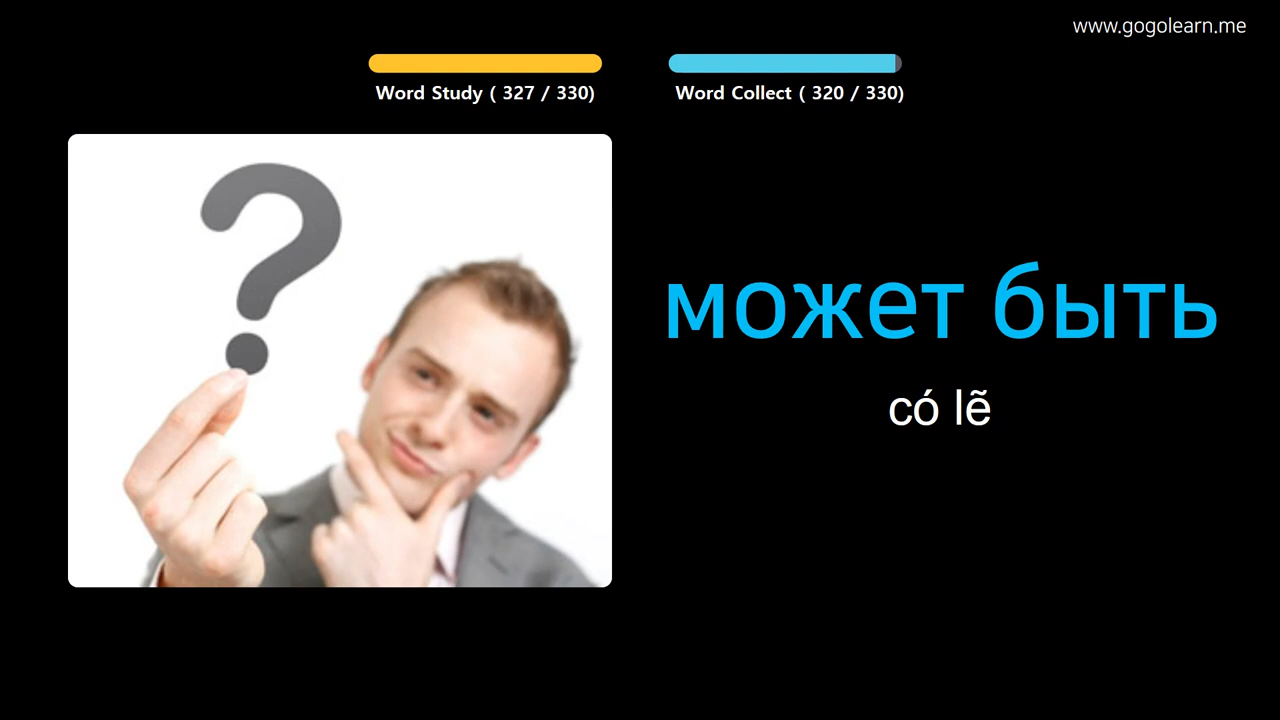 www.gogolearn.me
Word Study ( 327 / 330)
Word Collect ( 320 / 330)
?
может быть
có lẽ